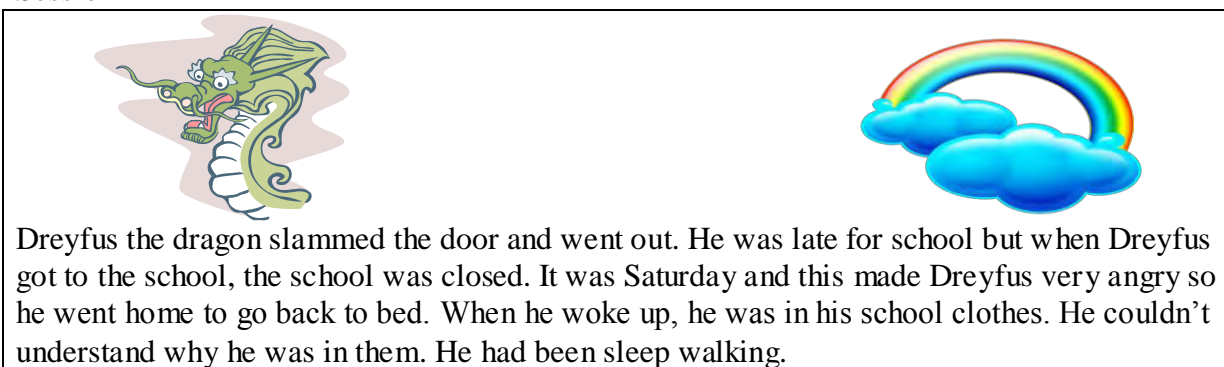 Dreyfus the dragon slammed the door and went out. He was late for school but when Dreyfus
got to the school, the school was closed. It was Saturday and this made Dreyfus very angry so
he went home to go back to bed. When he woke up, he was in his school clothes. He couldn’t
understand why he was in them. He had been sleep walking.